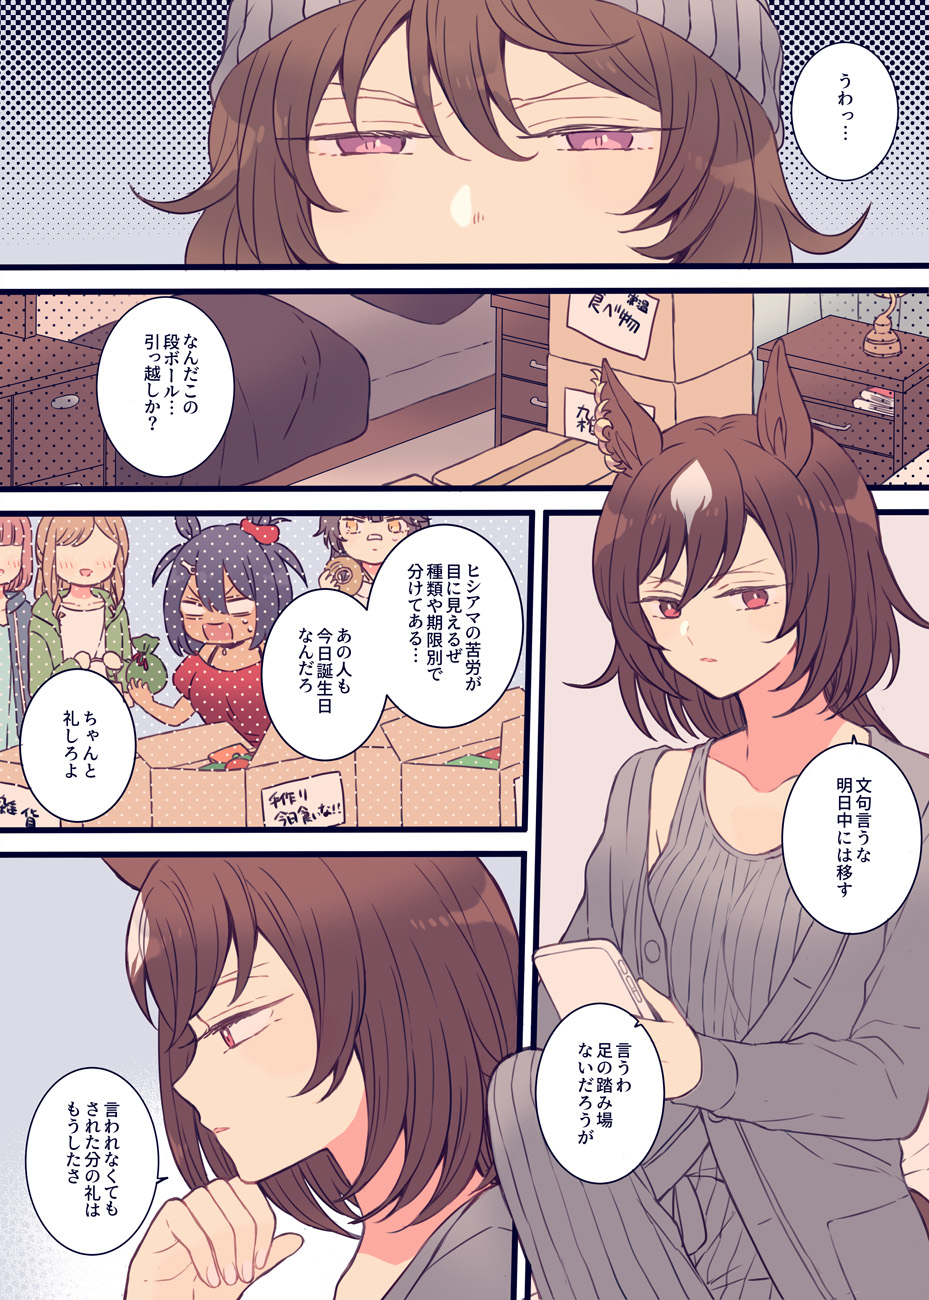 うわっ…
なんだこの
段ボール…
引っ越しか？
常温
食べ物
雑
文句言うな
明日中には移す
言うわ
足の踏み場
ないだろうが
ヒシアマの苦労が
目に見えるぜ
種類や期限別で
分けてある…
あの人も
今日誕生日
なんだろ
ちゃんと
礼しろよ
雑貨
手作り
今日食いな!!
言われなくても
された分の礼は
もうしたさ